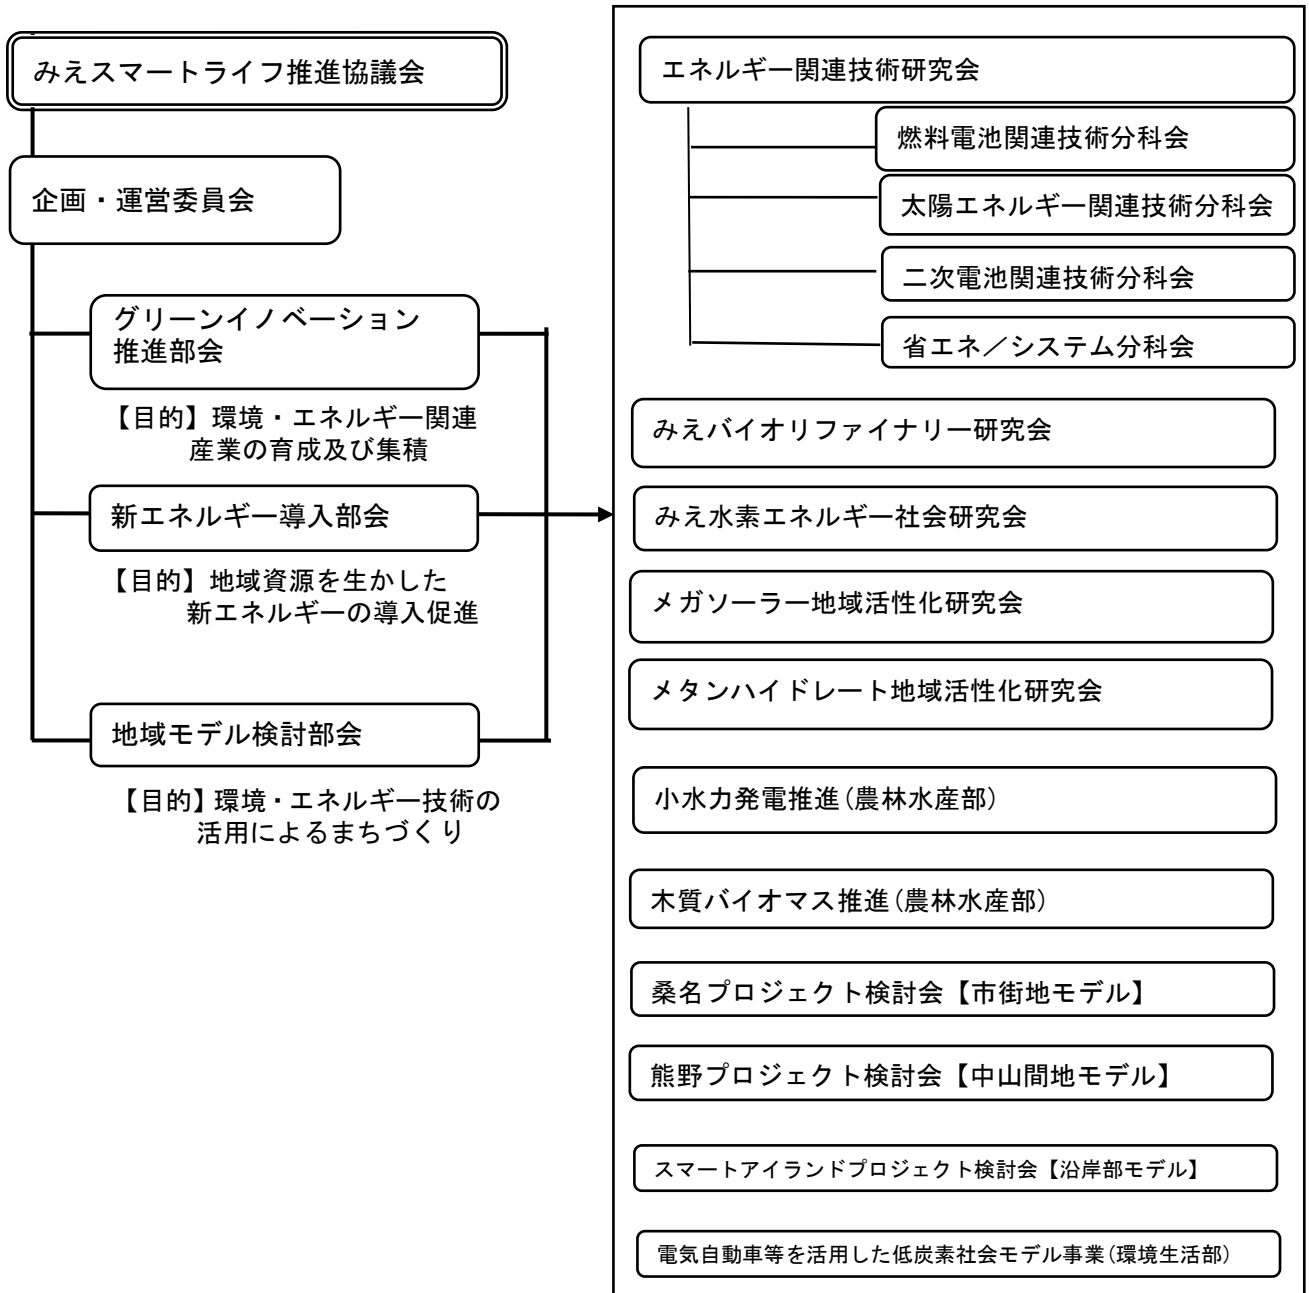 みえスマートライフ推進協議会
企画・運営委員会
グリーンイノベーション
推進部会
【目的】環境・エネルギー関連
産業の育成及び集積
新エネルギー導入部会
【目的】地域資源を生かした
新エネルギーの導入促進
地域モデル検討部会
【目的】環境・エネルギー技術の
活用によるまちづくり
エネルギー関連技術研究会
燃料電池関連技術分科会
太陽エネルギー関連技術分科会
二次電池関連技術分科会
省エネ／システム分科会
みえバイオリファイナリー研究会
みえ水素エネルギー社会研究会
メガソーラー地域活性化研究会
メタンハイドレート地域活性化研究会
小水力発電推進(農林水産部)
木質バイオマス推進(農林水産部)
桑名プロジェクト検討会【市街地モデル】
熊野プロジェクト検討会【中山間地モデル】
スマートアイランドプロジェクト検討会【沿岸部モデル】
電気自動車等を活用した低炭素社会モデル事業(環境生活部)